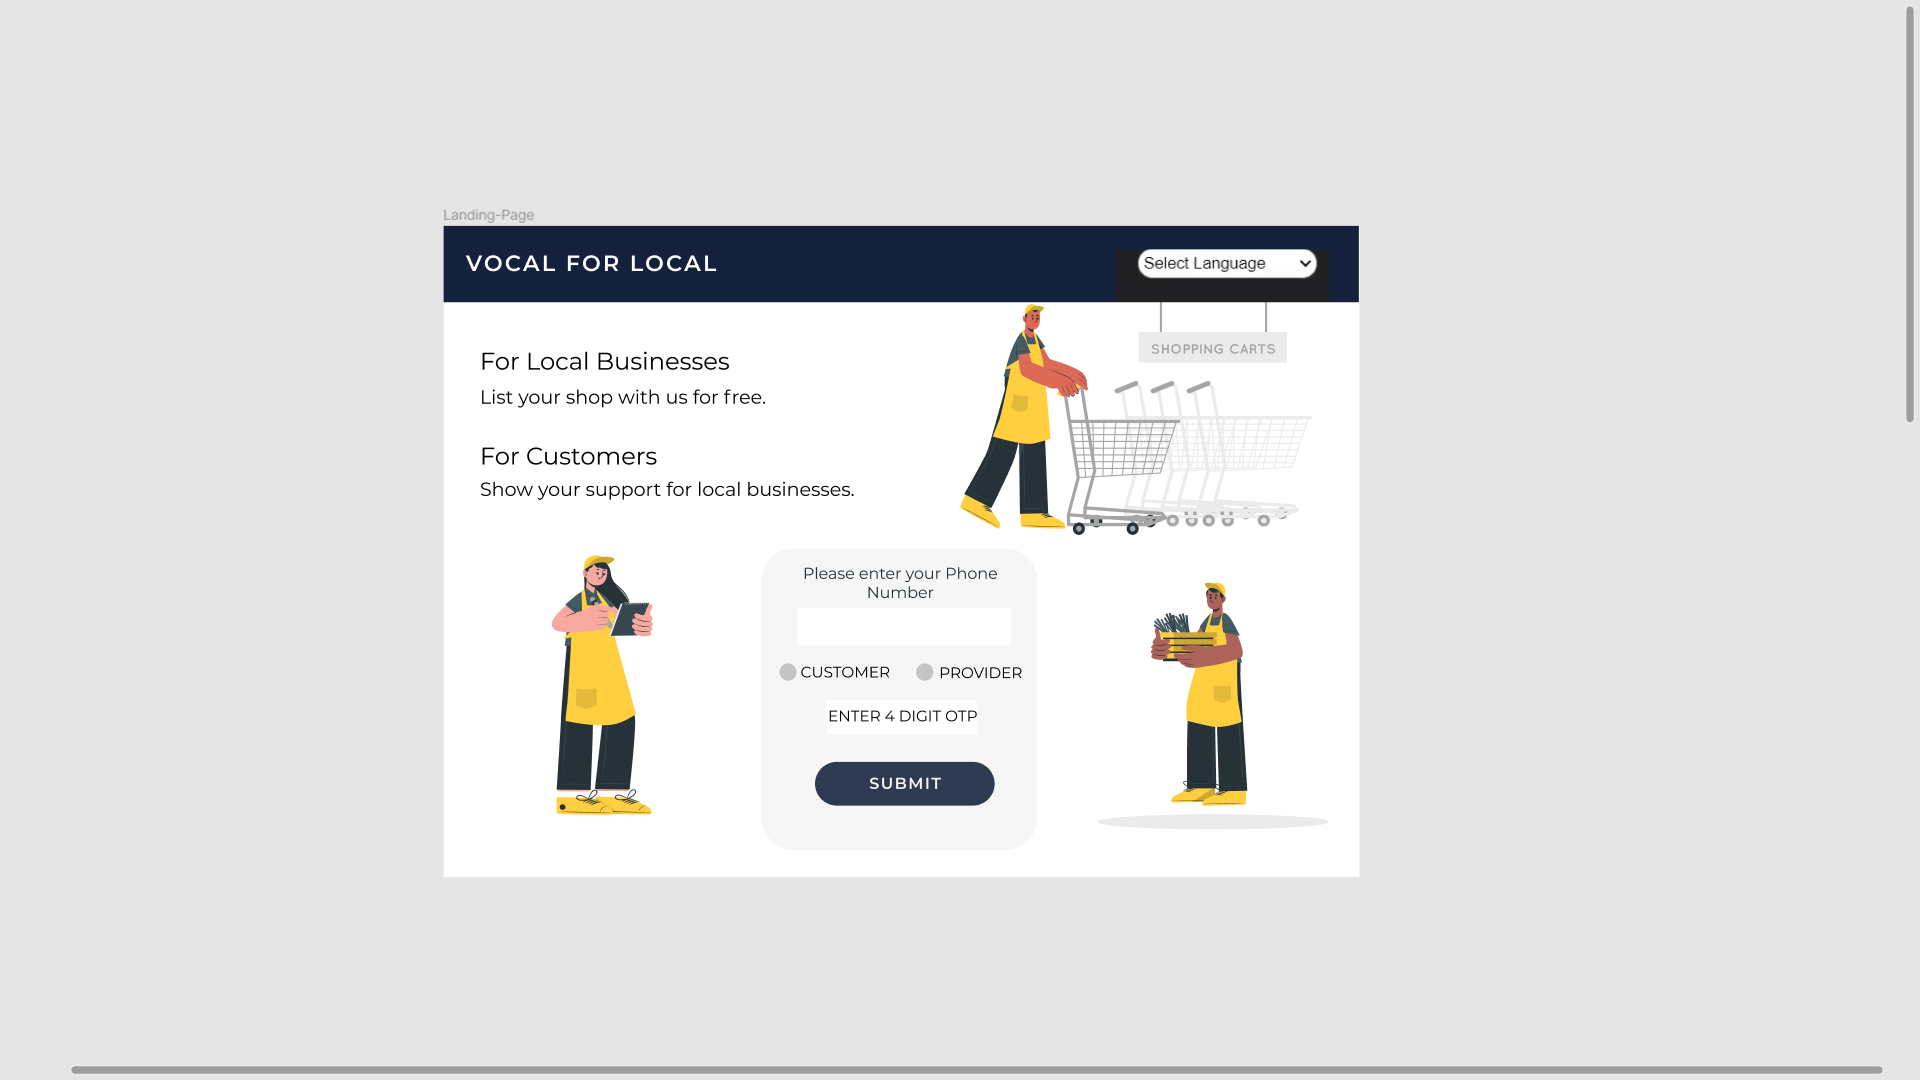 Landing-Page
VOCAL FOR LOCAL
Select Language
SHOPPING CARTS
For Local Businesses
List your shop with us for free.
For Customers
Show your support for local businesses.
Please enter your Phone
Number
CUSTOMER
PROVIDER
ENTER 4 DIGIT OTP
SUBMIT